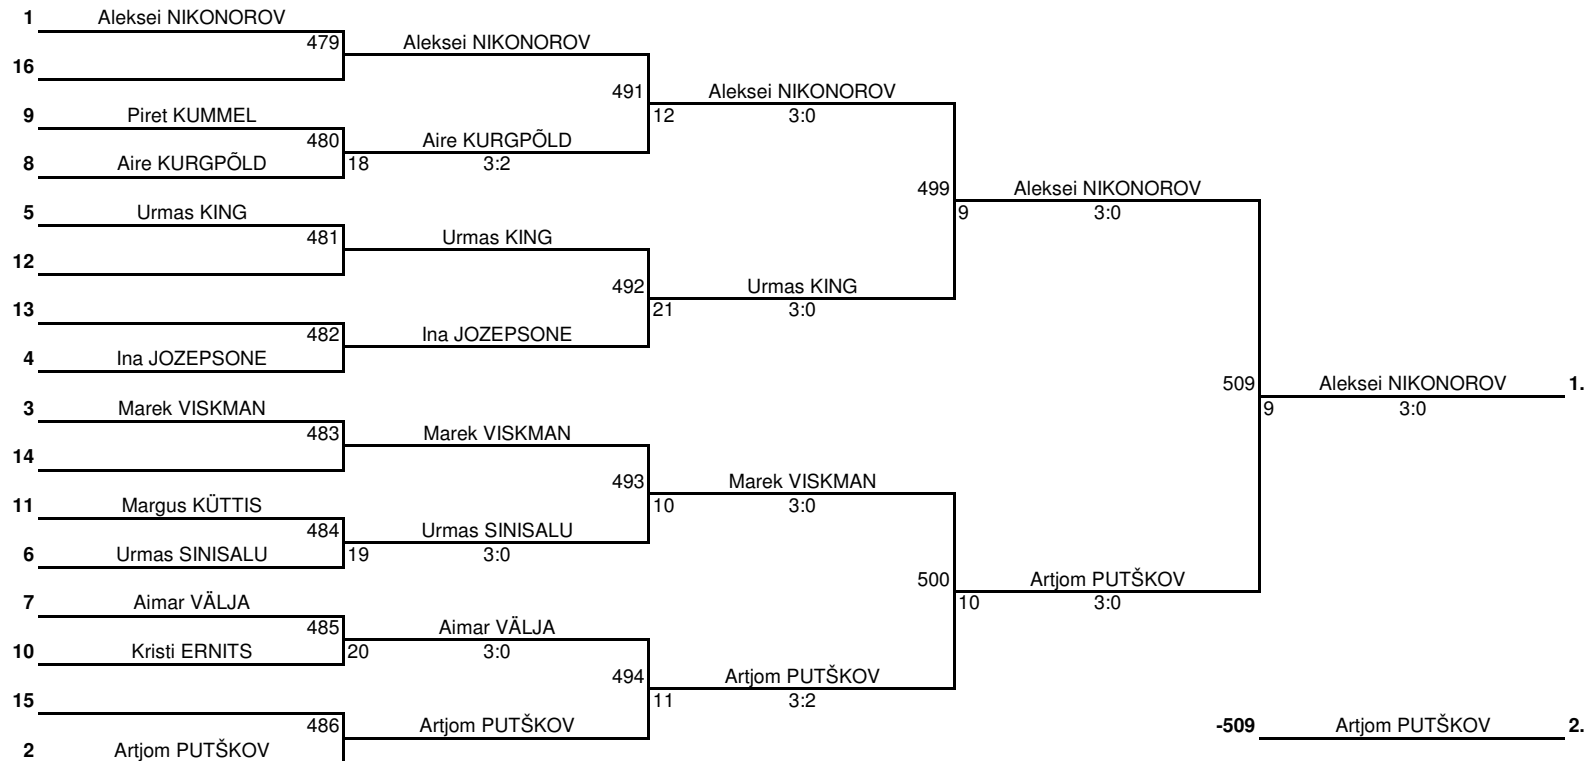 1 Aleksei NIKONOROV
479 Aleksei NIKONOROV
16
491 Aleksei NIKONOROV
9 Piret KUMMEL
12 3:0
480 Aire KURGPÕLD
8 Aire KURGPÕLD
18 3:2
499 Aleksei NIKONOROV
5 Urmas KING
9 3:0
481 Urmas KING
12
492 Urmas KING
13
21 3:0
482 Ina JOZEPSONE
4 Ina JOZEPSONE
509 Aleksei NIKONOROV 1.
3 Marek VISKMAN
9 3:0
483 Marek VISKMAN
14
493 Marek VISKMAN
11 Margus KÜTTIS
10 3:0
484 Urmas SINISALU
6 Urmas SINISALU
19 3:0
500 Artjom PUTŠKOV
7 Aimar VÄLJA
10 3:0
485 Aimar VÄLJA
10 Kristi ERNITS
20 3:0
494 Artjom PUTŠKOV
15
11 3:2
486 Artjom PUTŠKOV
-509 Artjom PUTŠKOV 2.
2 Artjom PUTŠKOV